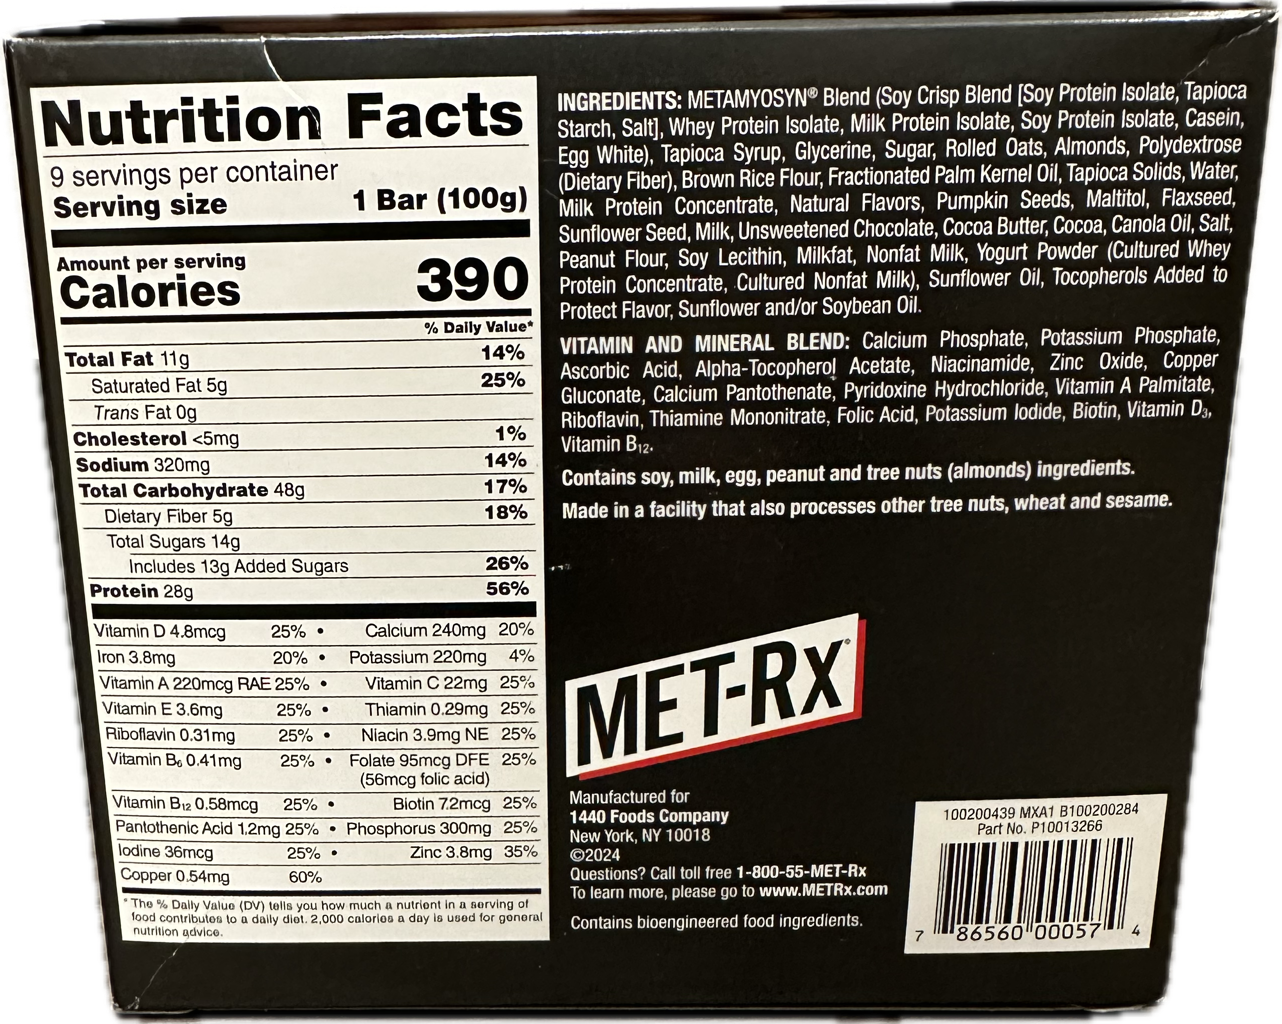 Nutrition Facts
9 servings per container
Serving size 1 Bar (100g)
Amount per serving
Calories 390
% Daily Value*
Total Fat 11g 14%
Saturated Fat 5g 25%
Trans Fat 0g
Cholesterol <5mg 1%
Sodium 320mg 14%
Total Carbohydrate 48g 17%
Dietary Fiber 5g 18%
Total Sugars 14g
Includes 13g Added Sugars 26%
Protein 28g 56%
Vitamin D 4.8mcg 25% • Calcium 240mg 20%
Iron 3.8mg 20% • Potassium 220mg 4%
Vitamin A 220mcg RAE 25% • Vitamin C 22mg 25%
Vitamin E 3.6mg 25% • Thiamin 0.29mg 25%
Riboflavin 0.31mg 25% • Niacin 3.9mg NE 25%
Vitamin B₆ 0.41mg 25% • Folate 95mcg DFE 25%
(56mcg folic acid)
Vitamin B₁₂ 0.58mcg 25% • Biotin 7.2mcg 25%
Pantothenic Acid 1.2mg 25% • Phosphorus 300mg 25%
Iodine 36mcg 25% • Zinc 3.8mg 35%
Copper 0.54mg 60%
*The % Daily Value (DV) tells you how much a nutrient in a serving of
food contributes to a daily diet. 2,000 calories a day is used for general
nutrition advice.
INGREDIENTS: METAMYOSYN® Blend (Soy Crisp Blend [Soy Protein Isolate, Tapioca
Starch, Salt], Whey Protein Isolate, Milk Protein Isolate, Soy Protein Isolate, Casein,
Egg White), Tapioca Syrup, Glycerine, Sugar, Rolled Oats, Almonds, Polydextrose
(Dietary Fiber), Brown Rice Flour, Fractionated Palm Kernel Oil, Tapioca Solids, Water,
Milk Protein Concentrate, Natural Flavors, Pumpkin Seeds, Maltitol, Flaxseed,
Sunflower Seed, Milk, Unsweetened Chocolate, Cocoa Butter, Cocoa, Canola Oil, Salt,
Peanut Flour, Soy Lecithin, Milkfat, Nonfat Milk, Yogurt Powder (Cultured Whey
Protein Concentrate, Cultured Nonfat Milk), Sunflower Oil, Tocopherols Added to
Protect Flavor, Sunflower and/or Soybean Oil.
VITAMIN AND MINERAL BLEND: Calcium Phosphate, Potassium Phosphate,
Ascorbic Acid, Alpha-Tocopherol Acetate, Niacinamide, Zinc Oxide, Copper
Gluconate, Calcium Pantothenate, Pyridoxine Hydrochloride, Vitamin A Palmitate,
Riboflavin, Thiamine Mononitrate, Folic Acid, Potassium Iodide, Biotin, Vitamin D₃,
Vitamin B₁₂.
Contains soy, milk, egg, peanut and tree nuts (almonds) ingredients.
Made in a facility that also processes other tree nuts, wheat and sesame.
MET-Rx®
Manufactured for
1440 Foods Company
New York, NY 10018
©2024
Questions? Call toll free 1-800-55-MET-Rx
To learn more, please go to www.METRx.com
Contains bioengineered food ingredients.
100200439 MXA1 B100200284
Part No. P10013266
7 86560 00057 4